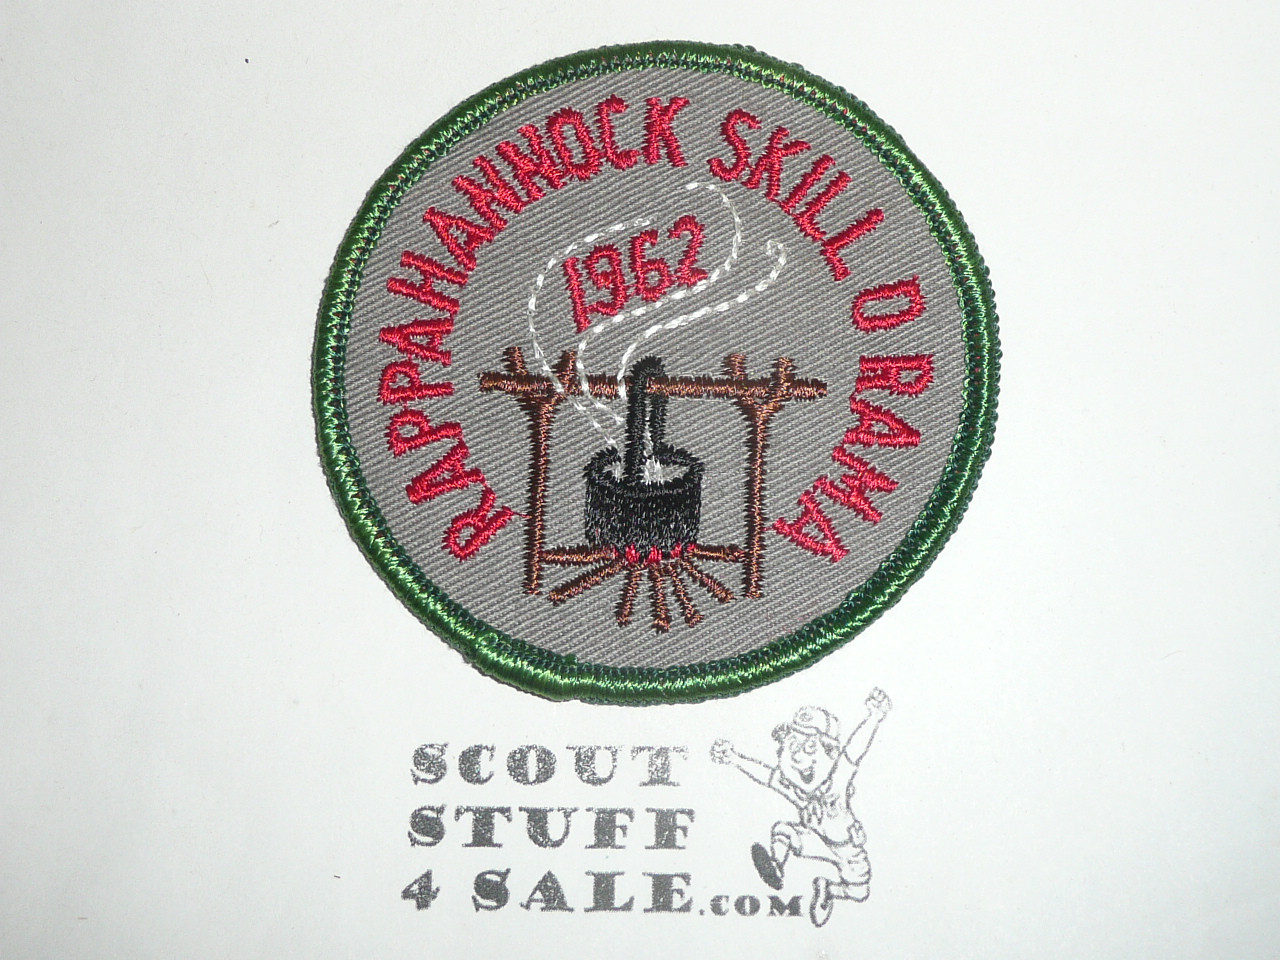 RAPPAHANNOCK SKILL D RAMA
1962
SCOUT
STUFF
4 SALE.COM